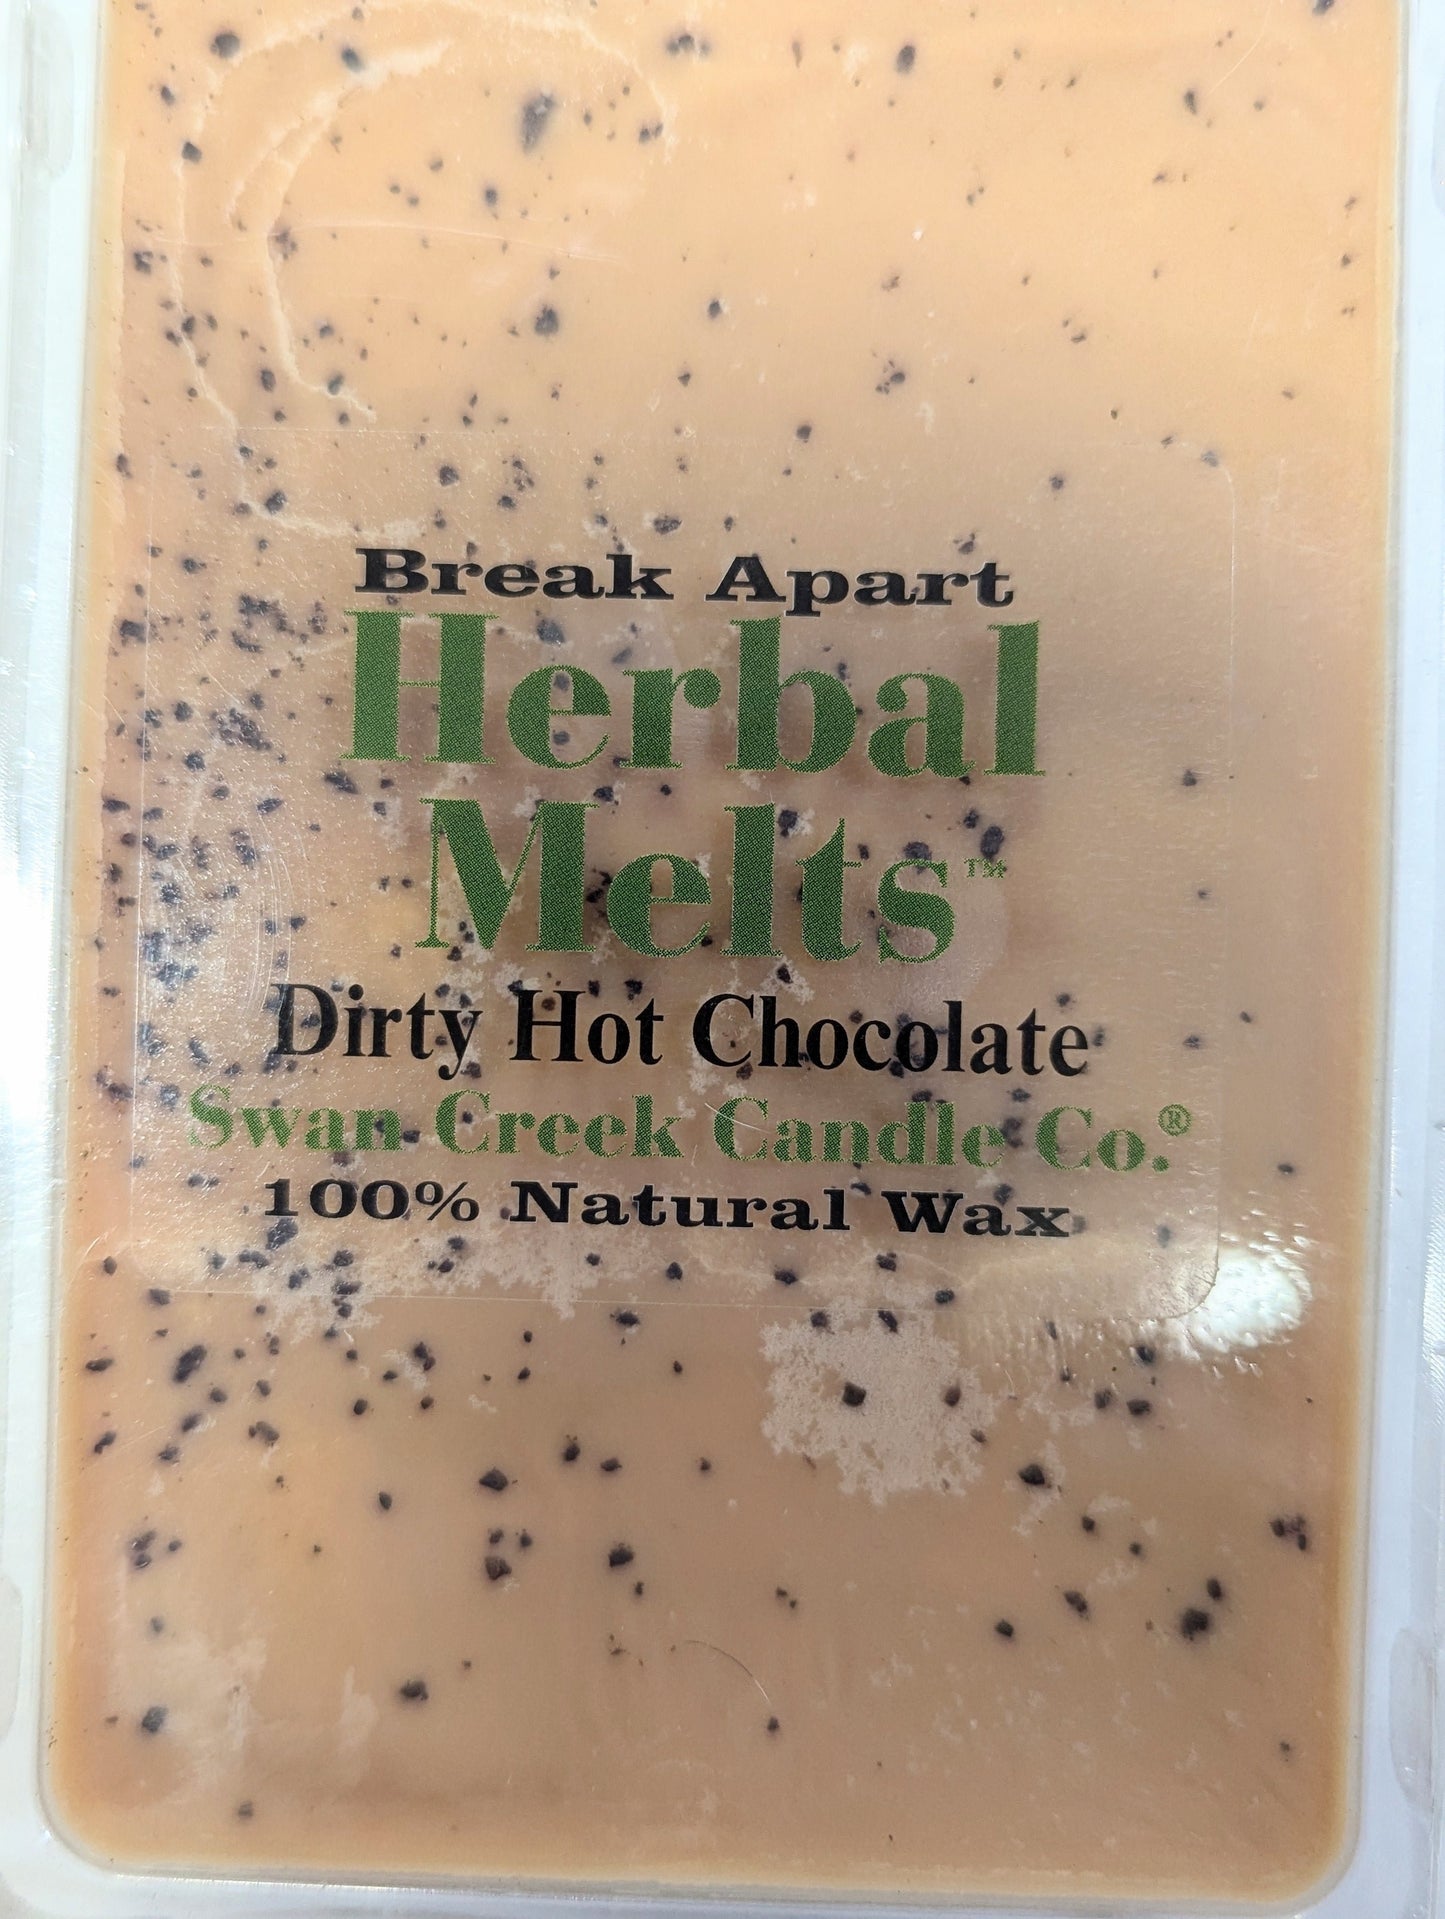 Break Apart
Herbal
Melts™
Dirty Hot Chocolate
Swan Creek Candle Co.®
100% Natural Wax